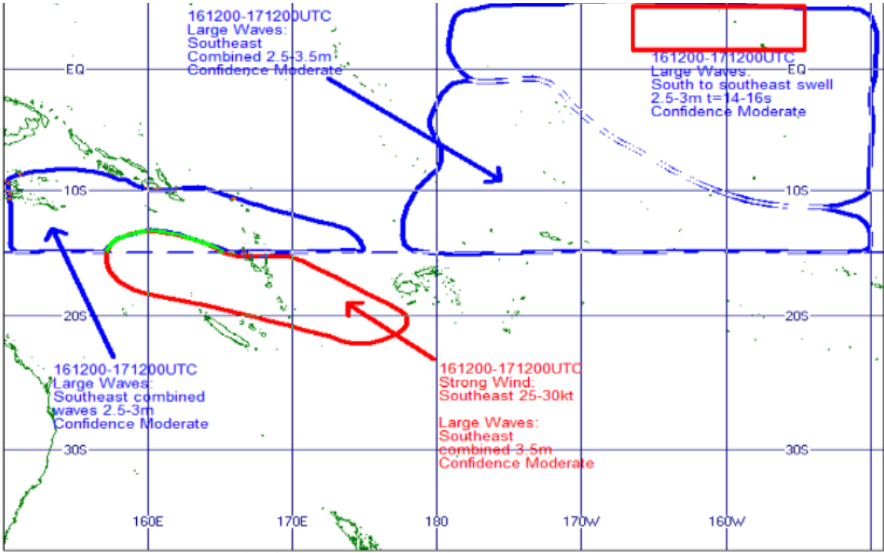 161200-171200UTC
Large Waves:
Southeast
Combined 2.5-3.5m
Confidence Moderate
161200-171200UTC
Large Waves:
South to southeast swell
2.5-3m t=14-16s
Confidence Moderate
EQ
EQ
10S
10S
20S
20S
161200-171200UTC
Large Waves:
Southeast combined
waves 2.5-3m
Confidence Moderate
161200-171200UTC
Strong Wind:
Southeast 25-30kt
Large Waves:
Southeast
combined 3.5m
Confidence Moderate
30S
30S
160E
170E
180
170W
160W